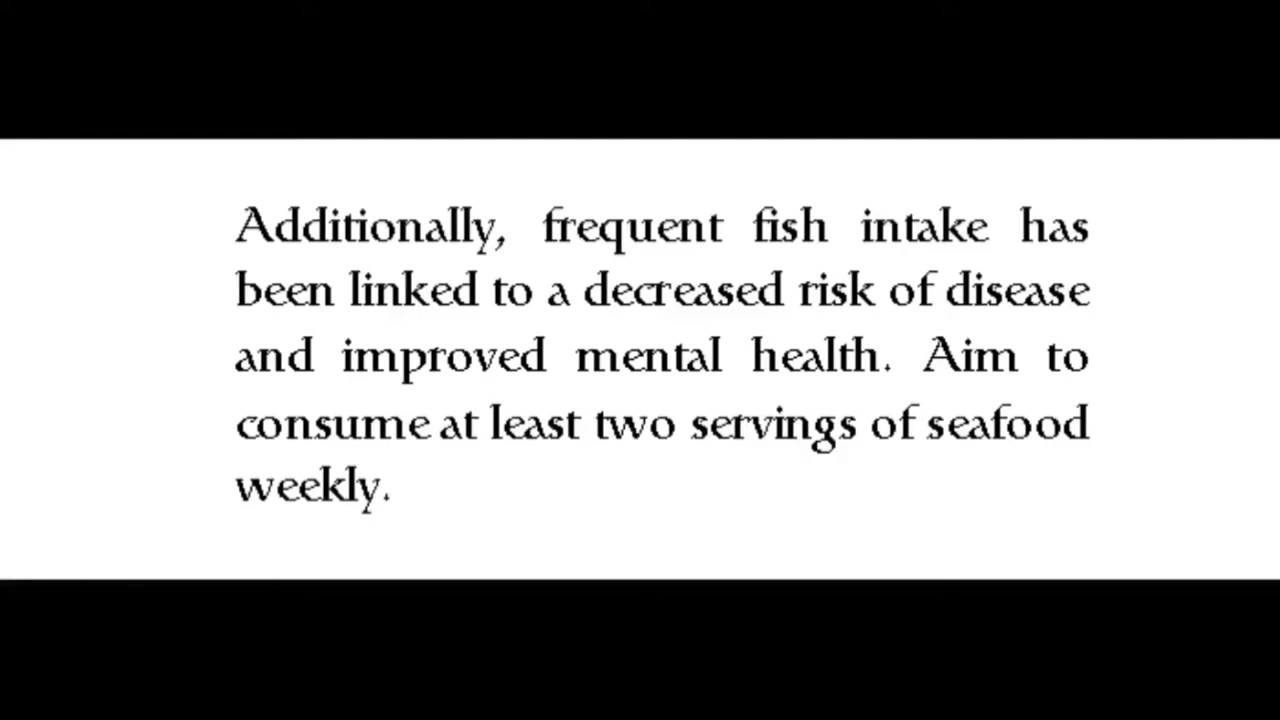 Additionally, frequent fish intake has
been linked to a decreased risk of disease
and improved mental health. Aim to
consume at least two servings of seafood
weekly.